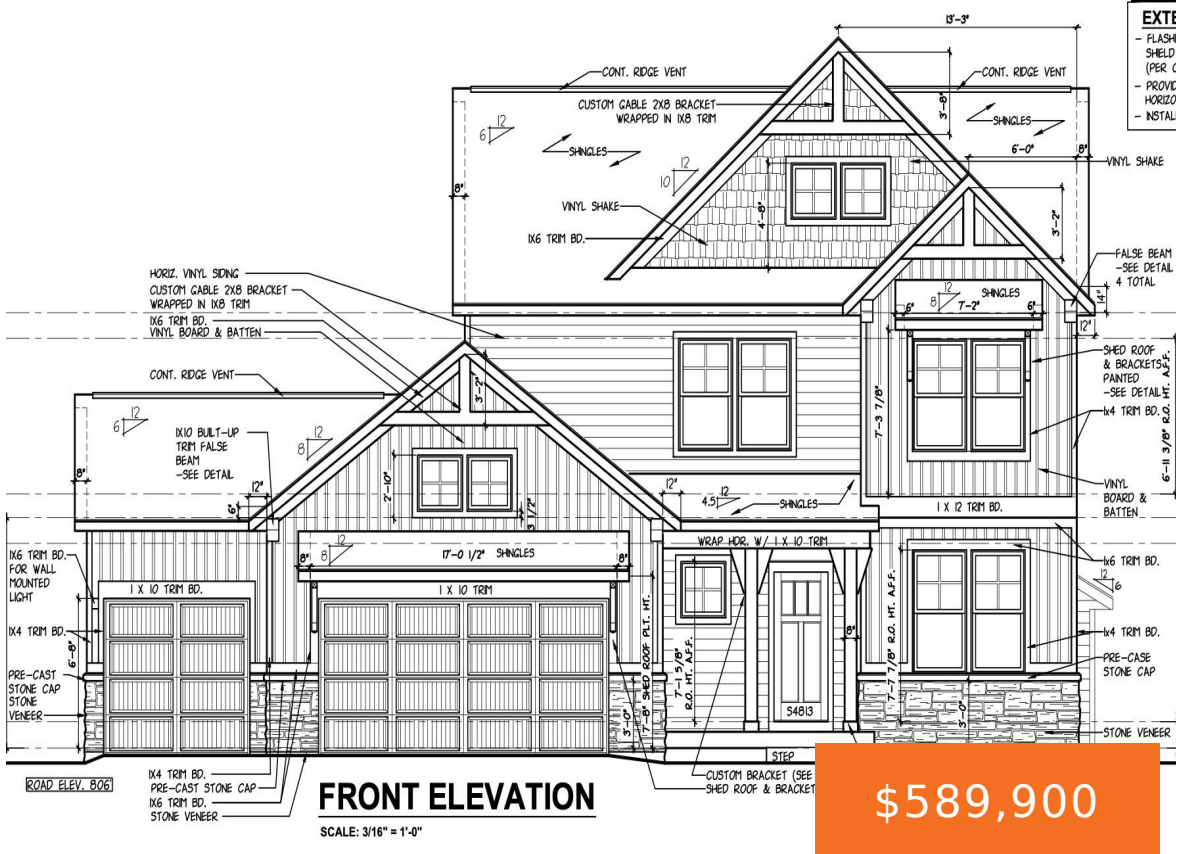 13'-3"
EXTE
- FLASHI
SHIELD
(PER C
- PROVID
HORIZO
- INSTAL
CONT. RIDGE VENT
CONT. RIDGE VENT
CUSTOM GABLE 2X8 BRACKET
WRAPPED IN 1X8 TRIM
3'-8"
12
6
SHINGLES
SHINGLES
6'-0"
8"
12
10
VINYL SHAKE
8"
VINYL SHAKE
4'-8"
3'-2"
1X6 TRIM BD.
FALSE BEAM
-SEE DETAIL
4 TOTAL
HORIZ. VINYL SIDING
CUSTOM GABLE 2X8 BRACKET
WRAPPED IN 1X8 TRIM
1X6 TRIM BD.
VINYL BOARD & BATTEN
12
8
SHINGLES
14"
6"
7'-2"
6"
12"
SHED ROOF
& BRACKETS
PAINTED
-SEE DETAIL
1x4 TRIM BD.
CONT. RIDGE VENT
3'-2"
7'-3 7/8"
6'-11 3/8" R.O. HT. A.F.F.
12
6
12
8
1X10 BUILT-UP
TRIM FALSE
BEAM
-SEE DETAIL
8"
12"
2'-10"
12"
12
4.5
SHINGLES
VINYL
BOARD &
BATTEN
6"
3 1/2"
1 X 12 TRIM BD.
WRAP HDR. W/ 1 X 10 TRIM
1X6 TRIM BD.
FOR WALL
MOUNTED
LIGHT
8"
12
8
17'-0 1/2"
SHINGLES
8"
1x6 TRIM BD.
1 X 10 TRIM BD.
1 X 10 TRIM
12
6
1X4 TRIM BD.
6'-8"
8"
1x4 TRIM BD.
PRE-CAST
STONE CAP
STONE
VENEER
7'-8" SHED ROOF PLT. HT.
7'-1 5/8"
R.O. HT. A.F.F.
7'-7 7/8" R.O. HT. A.F.F.
PRE-CASE
STONE CAP
3'-0"
S4813
3'-0"
STONE VENEER
STEP
ROAD ELEV. 806'
1X4 TRIM BD.
PRE-CAST STONE CAP
1X6 TRIM BD.
STONE VENEER
CUSTOM BRACKET (SEE
SHED ROOF & BRACKET
FRONT ELEVATION
SCALE: 3/16" = 1'-0"
$589,900